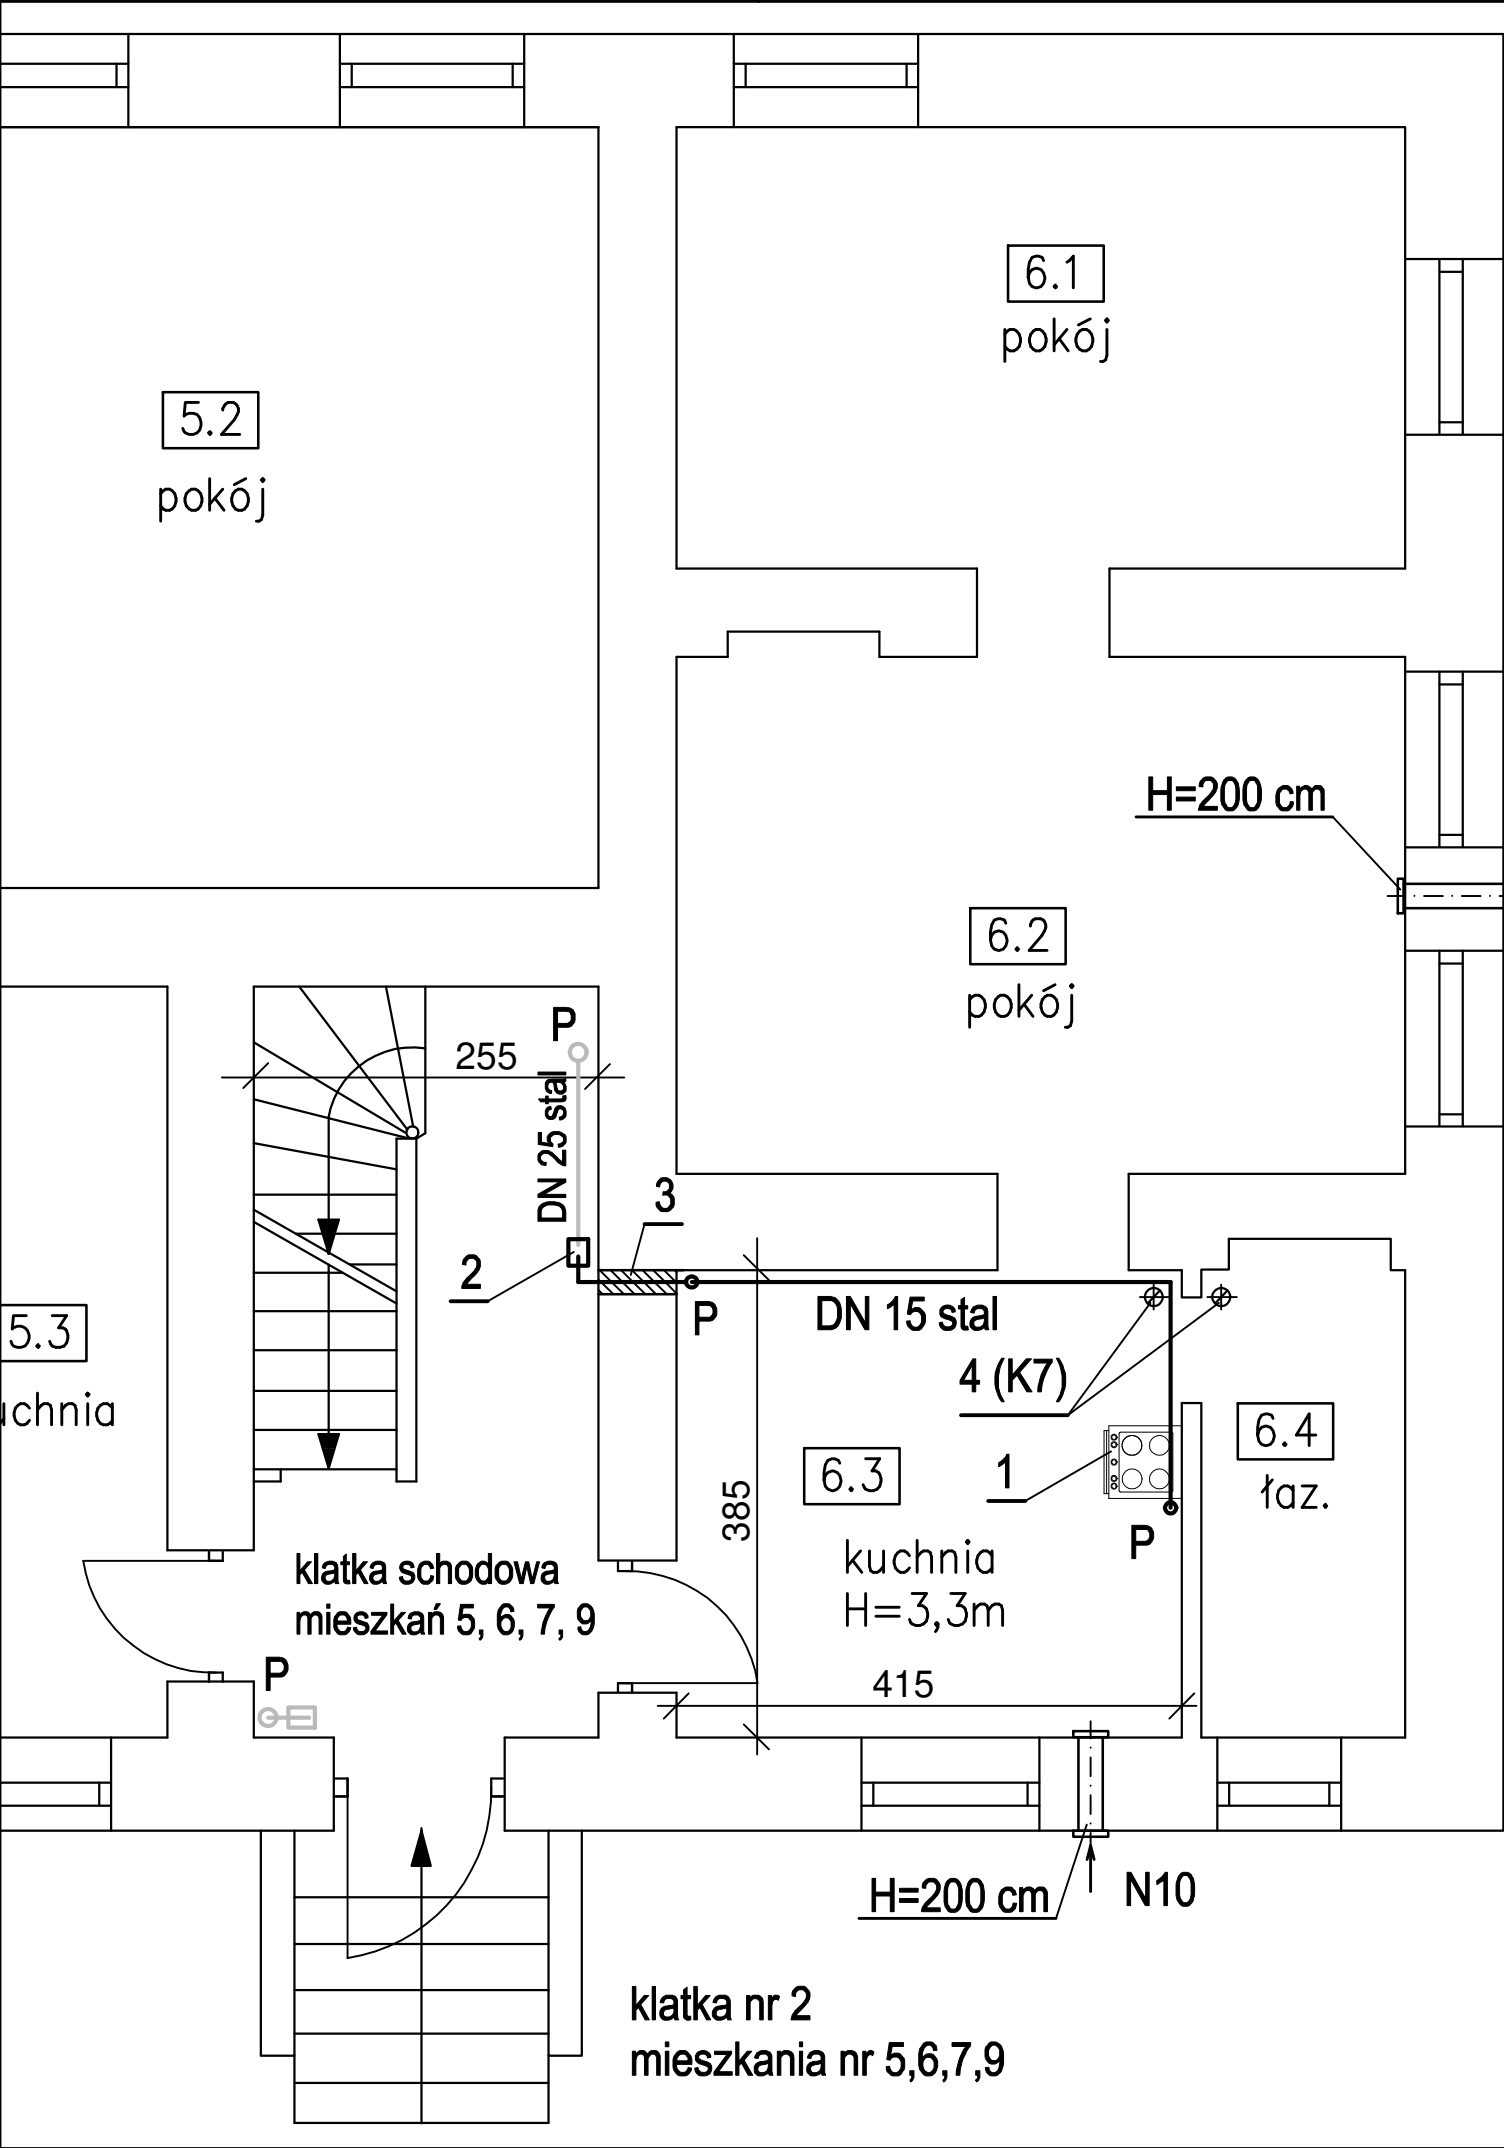 6.1
pokój
5.2
pokój
H=200 cm
6.2
pokój
P
255
DN 25 stal
3
2
P
DN 15 stal
5.3
uchnia
4 (K7)
6.4
łaz.
6.3
1
385
P
kuchnia
H=3,3m
klatka schodowa
mieszkań 5, 6, 7, 9
P
415
H=200 cm
N10
klatka nr 2
mieszkania nr 5,6,7,9